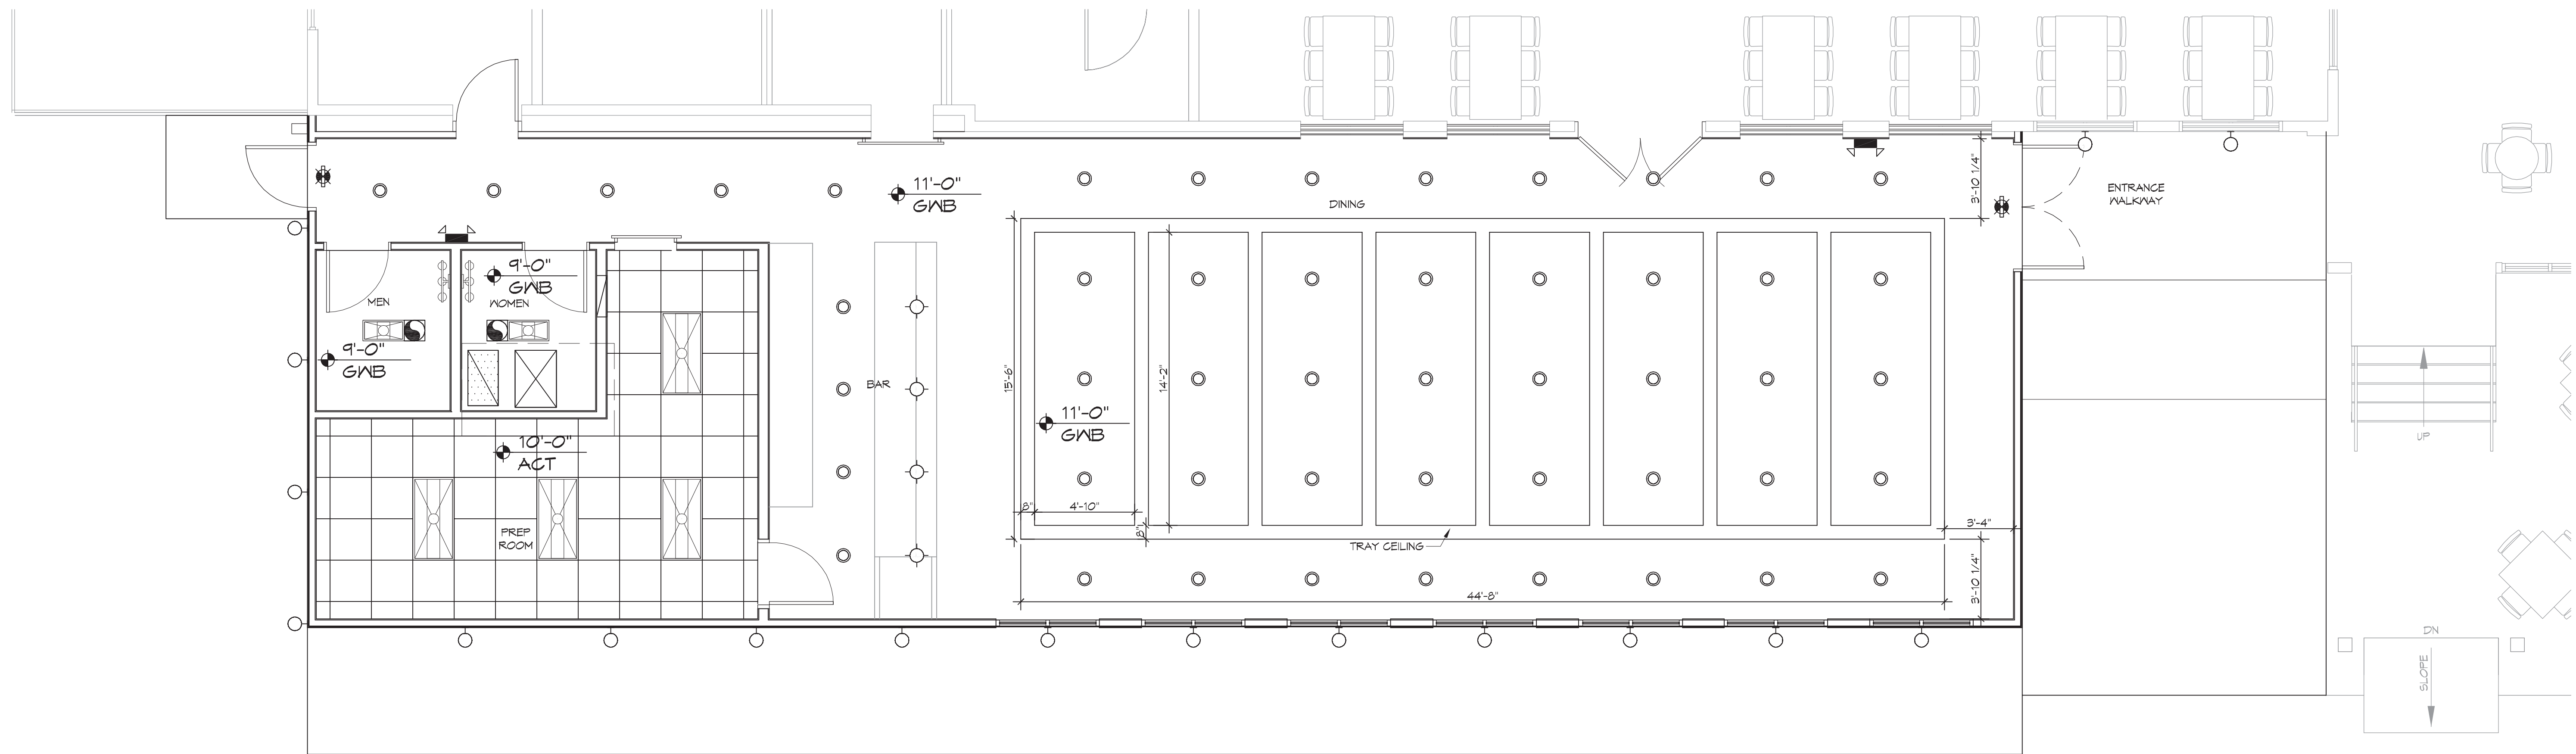 11'-0"
GWB
DINING
3'-10 1/4"
ENTRANCE
WALKWAY
9'-0"
GWB
MEN
WOMEN
9'-0"
GWB
BAR
15'-6"
14'-2"
11'-0"
GWB
10'-0"
ACT
8"
4'-10"
8"
3'-4"
PREP
ROOM
TRAY CEILING
3'-10 1/4"
44'-8"
UP
DN
SLOPE